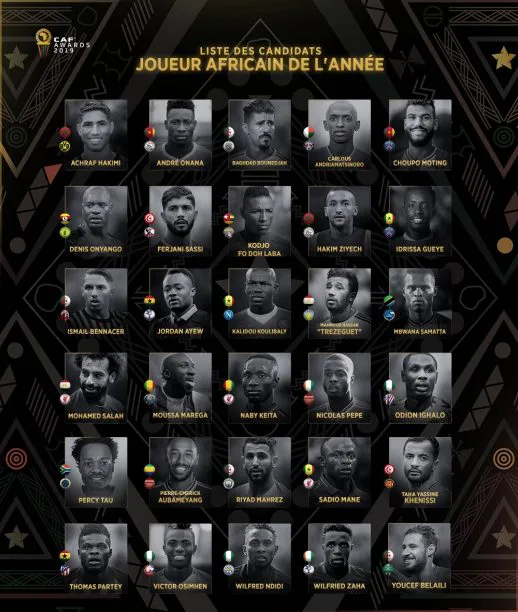 CAF
AWARDS
2019
LISTE DES CANDIDATS
JOUEUR AFRICAIN DE L'ANNÉE
ACHRAF HAKIMI
ANDRÉ ONANA
BAGHDAD BOUNEDJAH
CARLOUS
ANDRIAMATSINORO
CHOUPO MOTING
DENIS ONYANGO
FERJANI SASSI
KODJO
FO DOH LABA
HAKIM ZIYECH
IDRISSA GUEYE
ISMAIL BENNACER
JORDAN AYEW
KALIDOU KOULIBALY
MAHMOUD HASSAN
"TREZEGUET"
MBWANA SAMATTA
MOHAMED SALAH
MOUSSA MAREGA
NABY KEITA
NICOLAS PEPE
ODION IGHALO
PERCY TAU
PIERRE-EMERICK
AUBAMEYANG
RIYAD MAHREZ
SADIO MANE
TAHA YASSINE
KHENISSI
THOMAS PARTEY
VICTOR OSIMHEN
WILFRED NDIDI
WILFRIED ZAHA
YOUCEF BELAILI